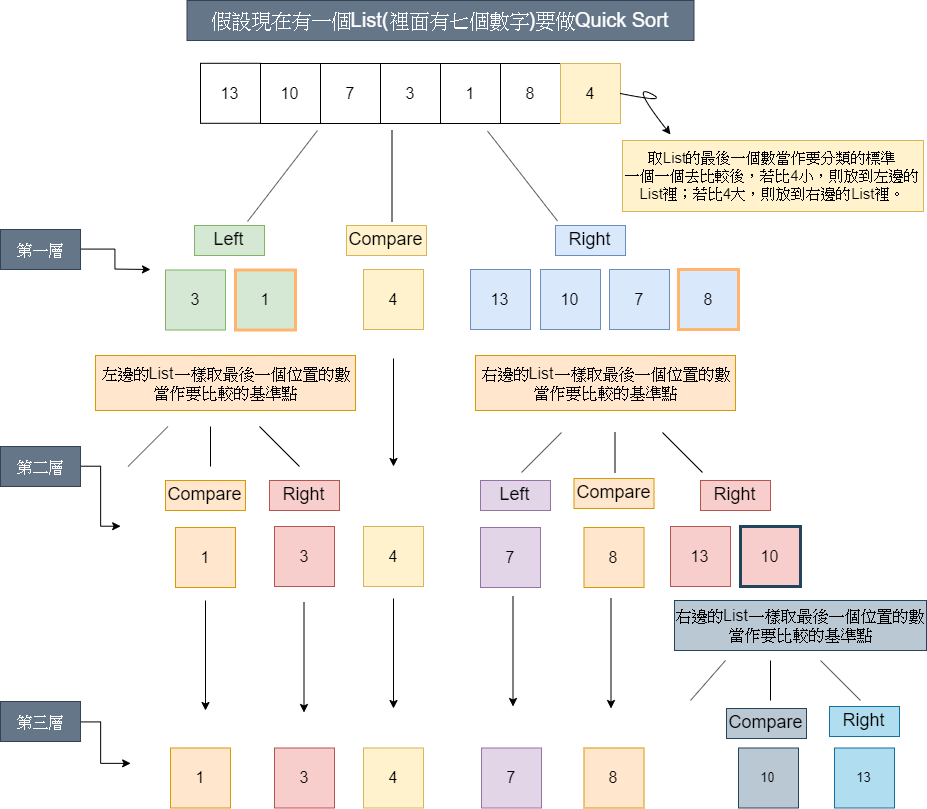 假設現在有一個List(裡面有七個數字)要做Quick Sort
13 10 7 3 1 8 4
取List的最後一個數當作要分類的標準
一個一個去比較後，若比4小，則放到左邊的
List裡；若比4大，則放到右邊的List裡。
第一層
Left Compare Right
3 1 4 13 10 7 8
左邊的List一樣取最後一個位置的數
當作要比較的基準點
右邊的List一樣取最後一個位置的數
當作要比較的基準點
第二層
Compare Right Left Compare Right
1 3 4 7 8 13 10
右邊的List一樣取最後一個位置的數
當作要比較的基準點
第三層
Compare Right
1 3 4 7 8 10 13